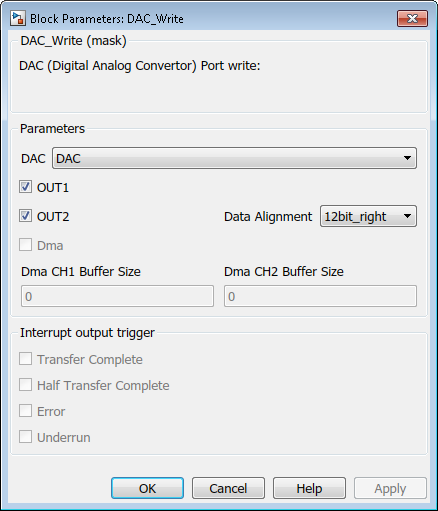 Block Parameters: DAC_Write
DAC_Write (mask)
DAC (Digital Analog Convertor) Port write:
Parameters
DAC DAC
OUT1
OUT2 Data Alignment 12bit_right
Dma
Dma CH1 Buffer Size Dma CH2 Buffer Size
0 0
Interrupt output trigger
Transfer Complete
Half Transfer Complete
Error
Underrun
OK Cancel Help Apply